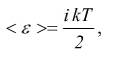 < ε >= ikT/2,